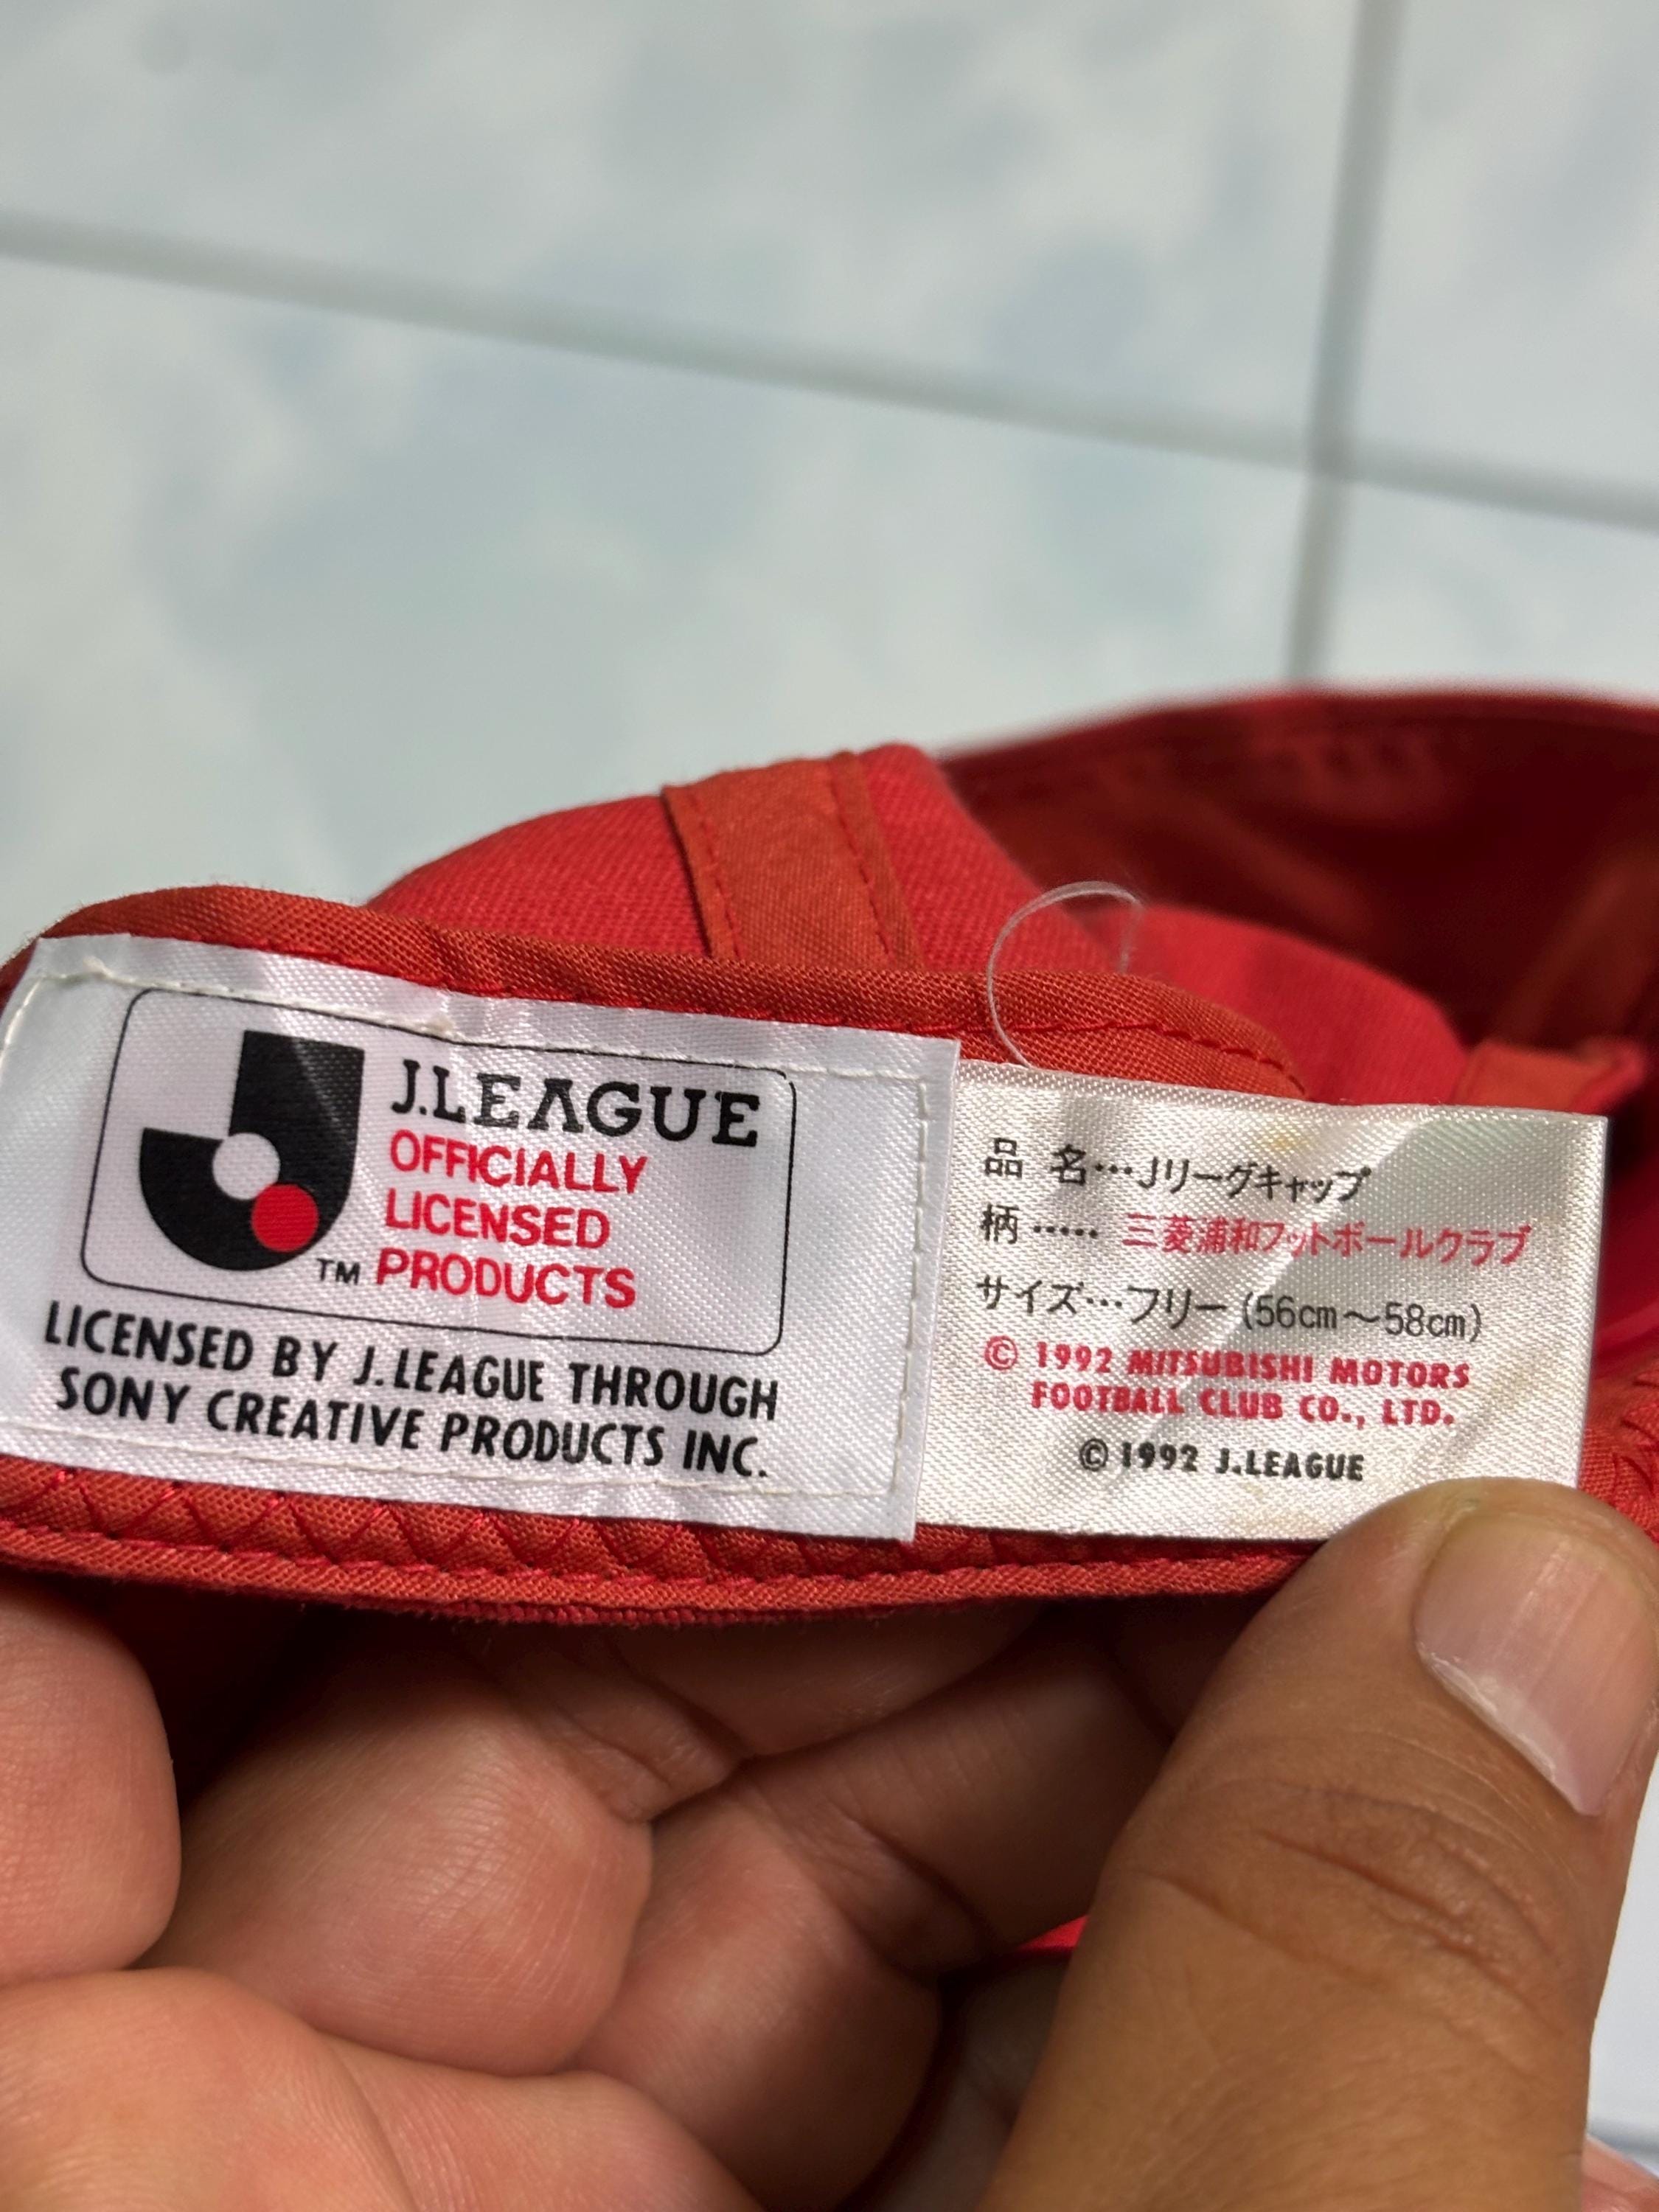 J.LEAGUE
OFFICIALLY
LICENSED
TM PRODUCTS
LICENSED BY J.LEAGUE THROUGH
SONY CREATIVE PRODUCTS INC.
品 名…Jリーグキャップ
柄……三菱浦和フットボールクラブ
サイズ…フリー(56cm～58cm)
© 1992 MITSUBISHI MOTORS
FOOTBALL CLUB CO., LTD.
© 1992 J.LEAGUE